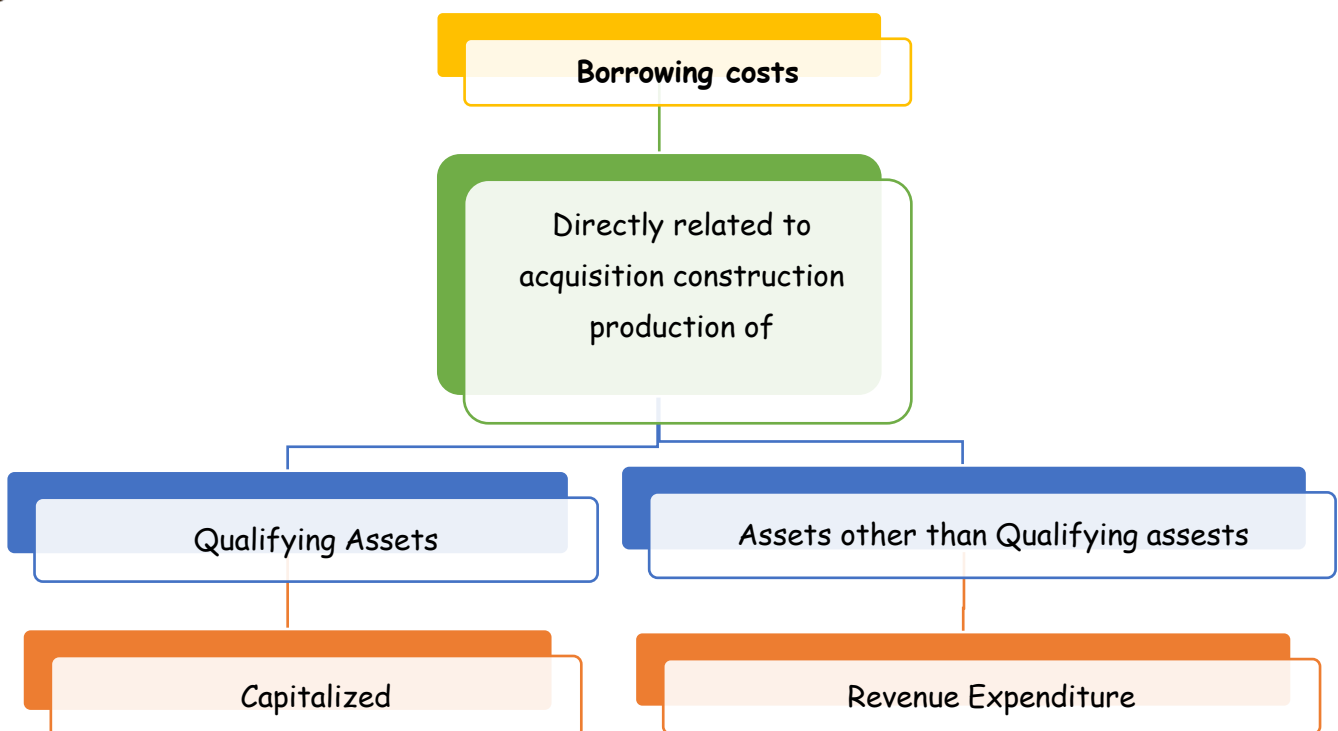 Borrowing costs
Directly related to
acquisition construction
production of
Qualifying Assets
Assets other than Qualifying assests
Capitalized
Revenue Expenditure